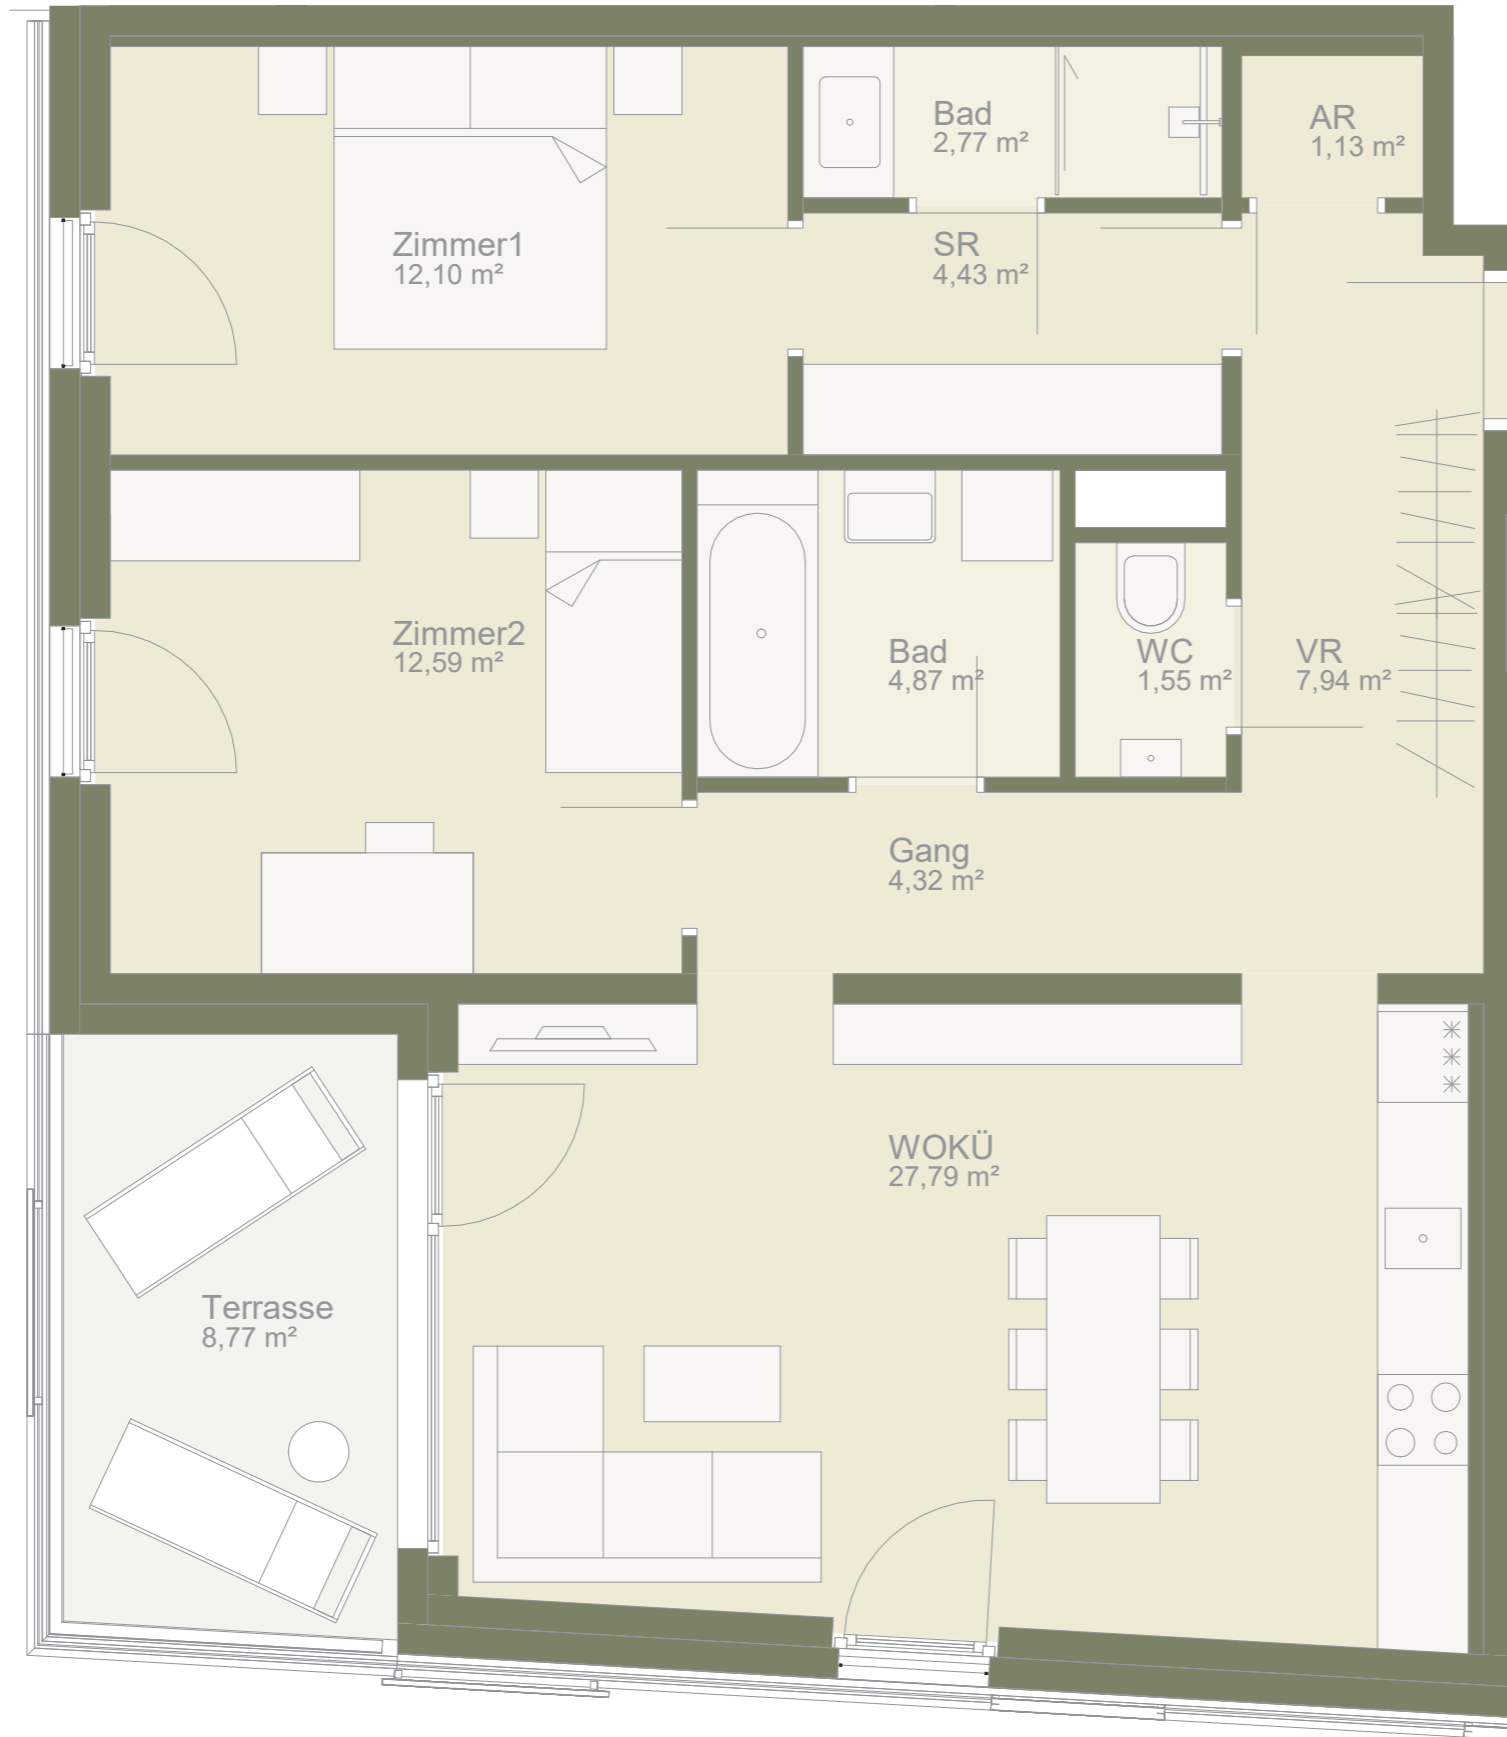 Bad
2,77 m²
AR
1,13 m²
Zimmer1
12,10 m²
SR
4,43 m²
Zimmer2
12,59 m²
Bad
4,87 m²
WC
1,55 m²
VR
7,94 m²
Gang
4,32 m²
WOKÜ
27,79 m²
Terrasse
8,77 m²